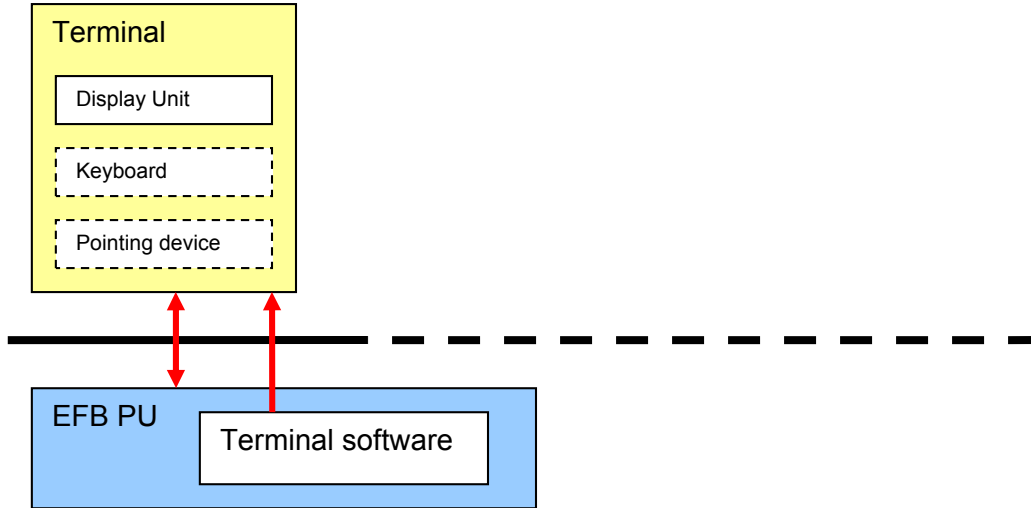 Terminal
Display Unit
Keyboard
Pointing device
EFB PU
Terminal software